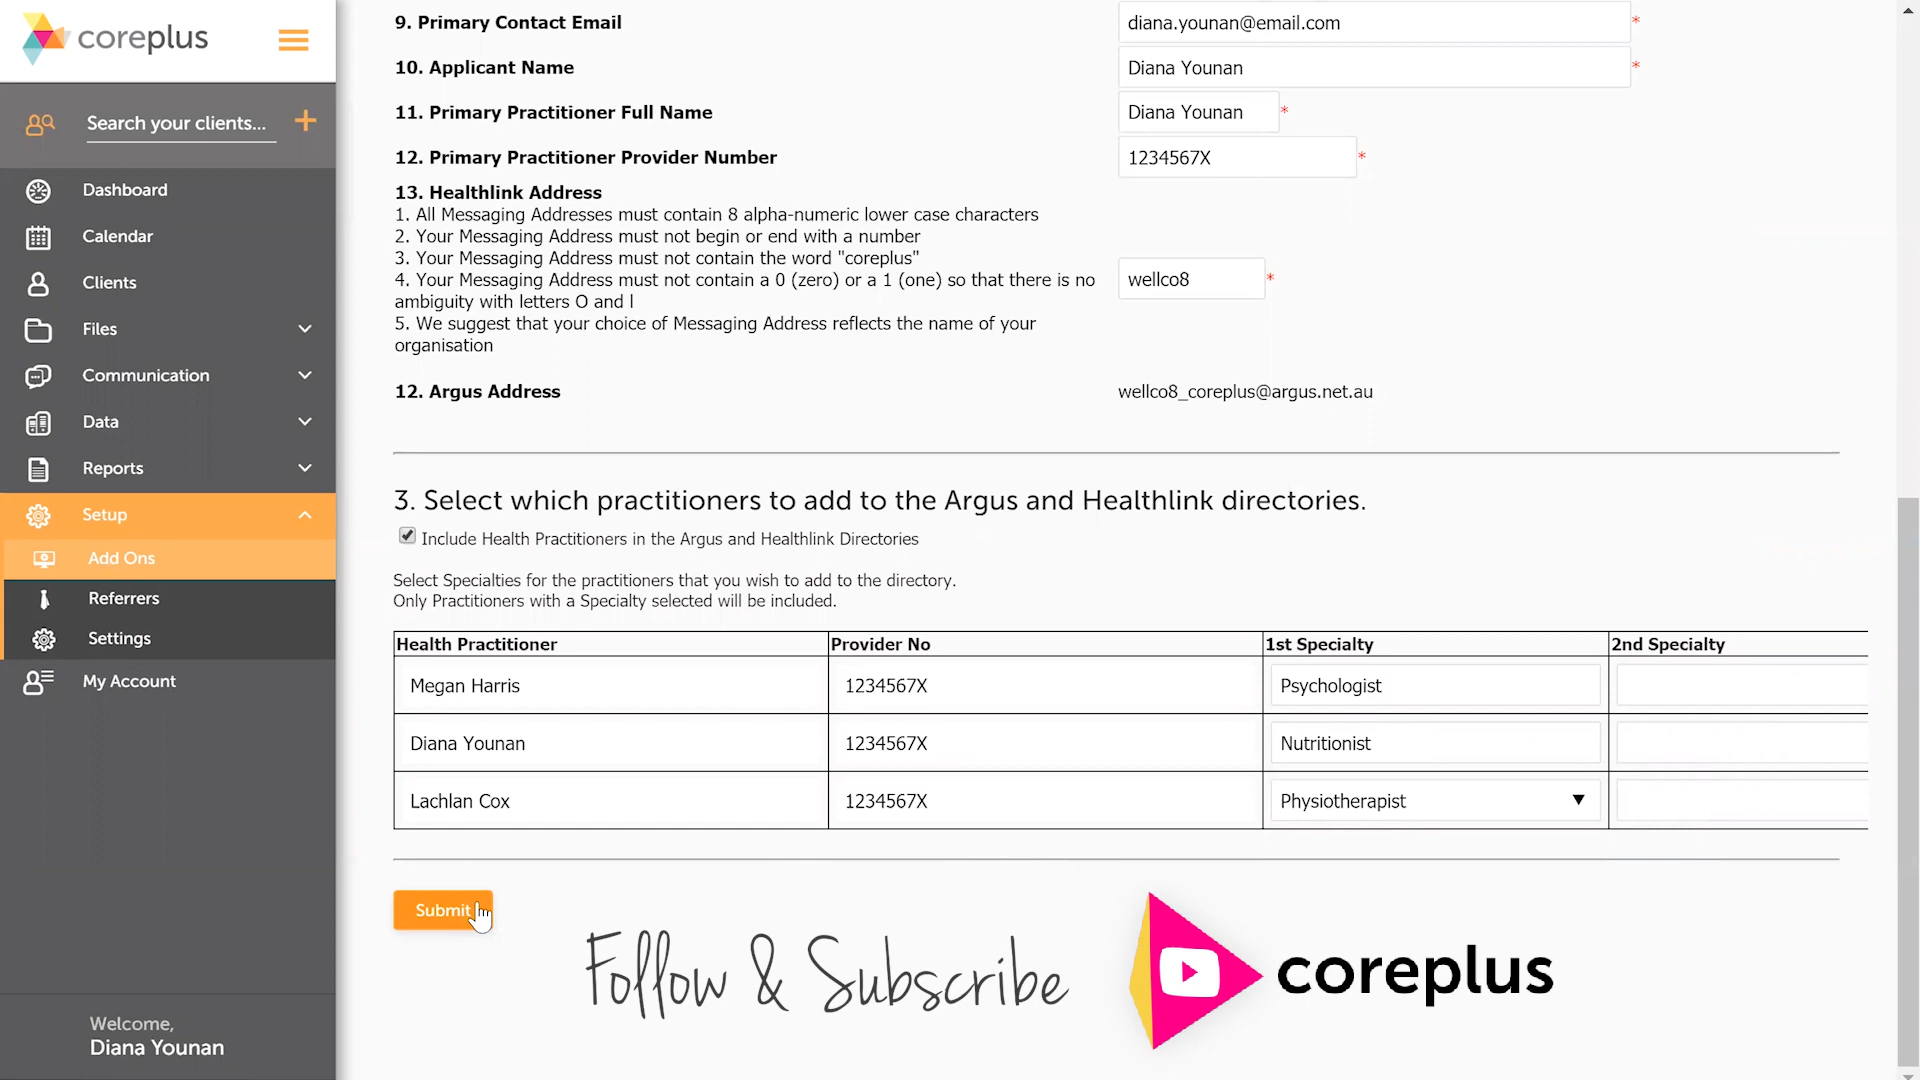 coreplus
Search your clients...
Dashboard
Calendar
Clients
Files
Communication
Data
Reports
Setup
Add Ons
Referrers
Settings
My Account
Welcome,
Diana Younan
9. Primary Contact Email
diana.younan@email.com *
10. Applicant Name
Diana Younan *
11. Primary Practitioner Full Name
Diana Younan *
12. Primary Practitioner Provider Number
1234567X *
13. Healthlink Address
1. All Messaging Addresses must contain 8 alpha-numeric lower case characters
2. Your Messaging Address must not begin or end with a number
3. Your Messaging Address must not contain the word "coreplus"
4. Your Messaging Address must not contain a 0 (zero) or a 1 (one) so that there is no
ambiguity with letters O and l
5. We suggest that your choice of Messaging Address reflects the name of your
organisation
wellco8 *
12. Argus Address
wellco8_coreplus@argus.net.au
3. Select which practitioners to add to the Argus and Healthlink directories.
Include Health Practitioners in the Argus and Healthlink Directories
Select Specialties for the practitioners that you wish to add to the directory.
Only Practitioners with a Specialty selected will be included.
Health Practitioner Provider No 1st Specialty 2nd Specialty
Megan Harris 1234567X Psychologist
Diana Younan 1234567X Nutritionist
Lachlan Cox 1234567X Physiotherapist
Submit
Follow & Subscribe
coreplus